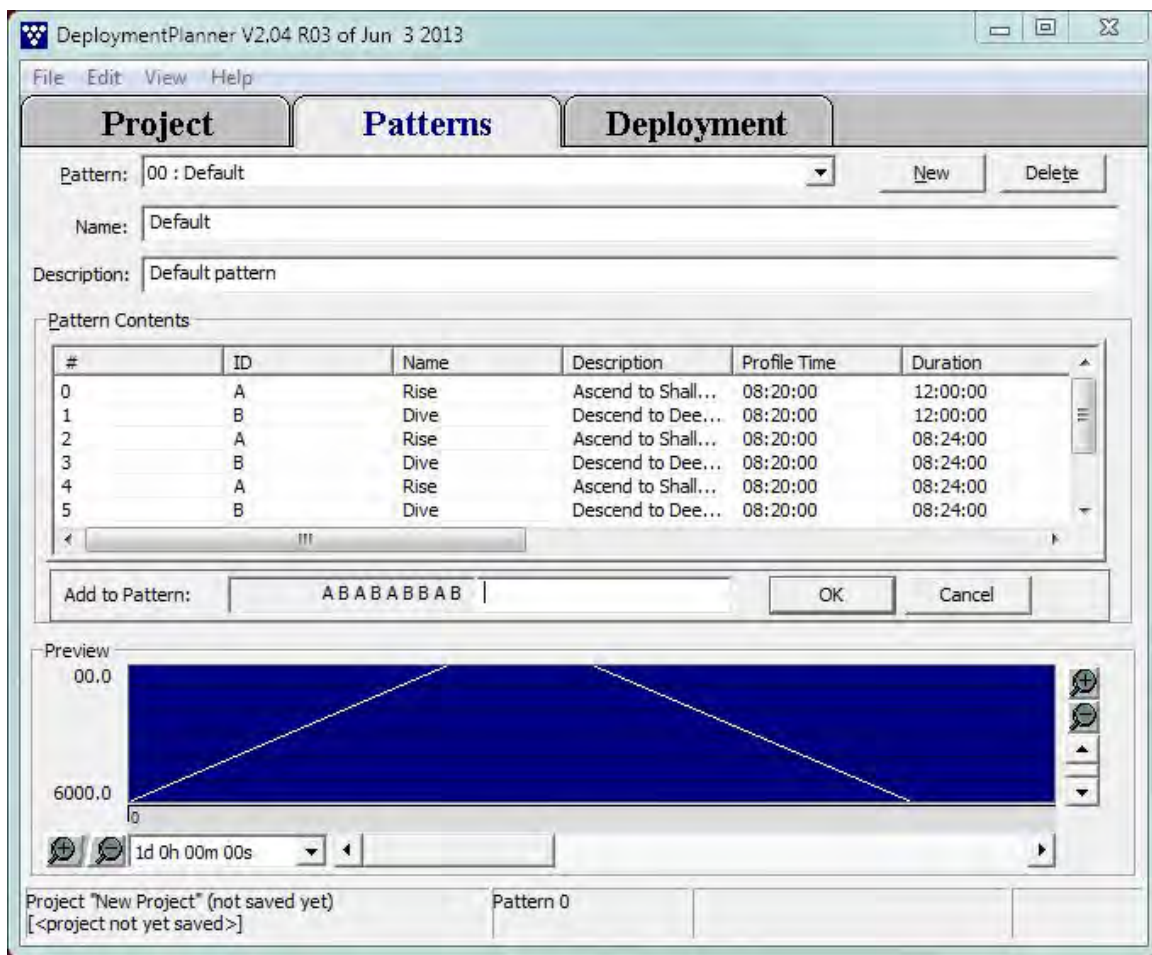 DeploymentPlanner V2.04 R03 of Jun 3 2013
File Edit View Help
Project Patterns Deployment
Pattern: 00 : Default New Delete
Name: Default
Description: Default pattern
Pattern Contents
# ID Name Description Profile Time Duration
0 A Rise Ascend to Shall... 08:20:00 12:00:00
1 B Dive Descend to Dee... 08:20:00 12:00:00
2 A Rise Ascend to Shall... 08:20:00 08:24:00
3 B Dive Descend to Dee... 08:20:00 08:24:00
4 A Rise Ascend to Shall... 08:20:00 08:24:00
5 B Dive Descend to Dee... 08:20:00 08:24:00
Add to Pattern: A B A B A B B A B OK Cancel
Preview
00.0
6000.0
0
1d 0h 00m 00s
Project "New Project" (not saved yet) Pattern 0
[<project not yet saved>]